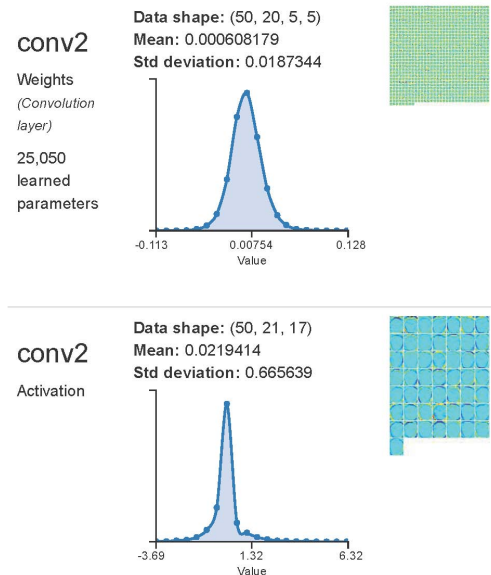 conv2
Weights
(Convolution
layer)
25,050
learned
parameters
Data shape: (50, 20, 5, 5)
Mean: 0.000608179
Std deviation: 0.0187344
-0.113 0.00754 0.128
Value
conv2
Activation
Data shape: (50, 21, 17)
Mean: 0.0219414
Std deviation: 0.665639
-3.69 1.32 6.32
Value